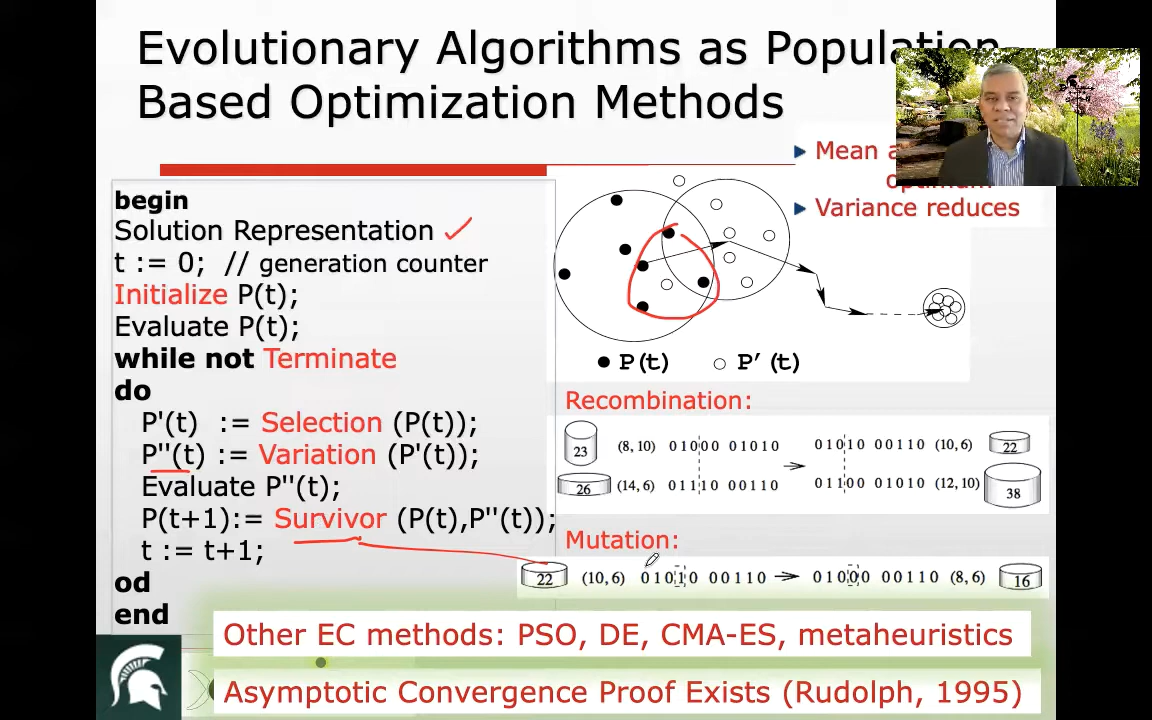 Evolutionary Algorithms as Population
Based Optimization Methods
Mean
optimum
Variance reduces
begin
Solution Representation
t := 0; // generation counter
Initialize P(t);
Evaluate P(t);
while not Terminate
do
P'(t) := Selection (P(t));
P''(t) := Variation (P'(t));
Evaluate P''(t);
P(t+1):= Survivor (P(t),P''(t));
t := t+1;
od
end
P(t) P'(t)
Recombination:
23 (8, 10) 01000 01010 01010 00110 (10, 6) 22
26 (14, 6) 01110 00110 01100 01010 (12, 10) 38
Mutation:
22 (10, 6) 01010 00110 01000 00110 (8, 6) 16
Other EC methods: PSO, DE, CMA-ES, metaheuristics
Asymptotic Convergence Proof Exists (Rudolph, 1995)